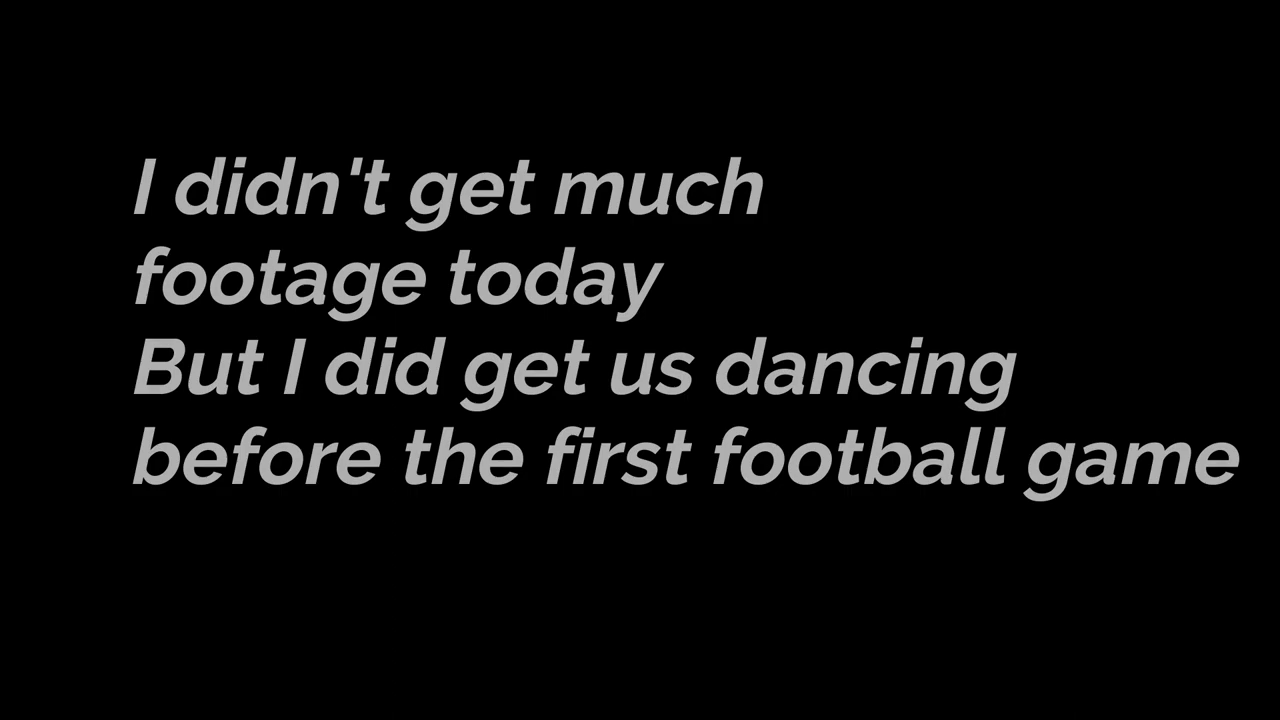 I didn't get much
footage today
But I did get us dancing
before the first football game